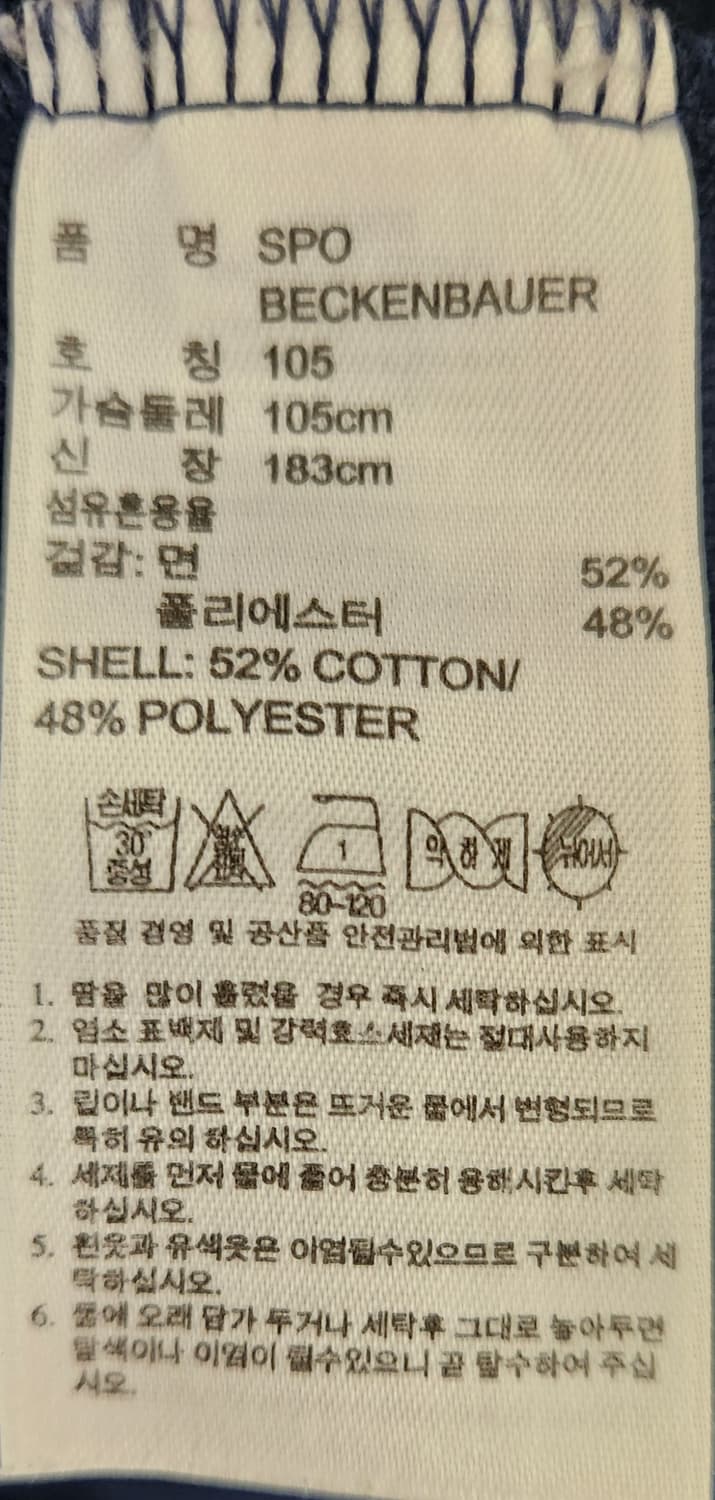 품 명 SPO
BECKENBAUER
호 칭 105
가슴둘레 105cm
신 장 183cm
섬유혼용율
겉감: 면 52%
폴리에스터 48%
SHELL: 52% COTTON/
48% POLYESTER
손세탁 30° 중성
1
80~120
약하게
뉘어서
품질 경영 및 공산품 안전관리법에 의한 표시
1. 땀을 많이 흘렸을 경우 즉시 세탁하십시오.
2. 염소 표백제 및 강력효소세제는 절대사용하지
마십시오.
3. 립이나 밴드 부분은 뜨거운 물에서 변형되므로
특히 유의 하십시오.
4. 세제를 먼저 물에 풀어 충분히 용해시킨후 세탁
하십시오.
5. 흰옷과 유색옷은 이염될수있으므로 구분하여 세
탁하십시오.
6. 물에 오래 담가 두거나 세탁후 그대로 놓아두면
탈색이나 이염이 될수있으니 곧 탈수하여 주십
시오.